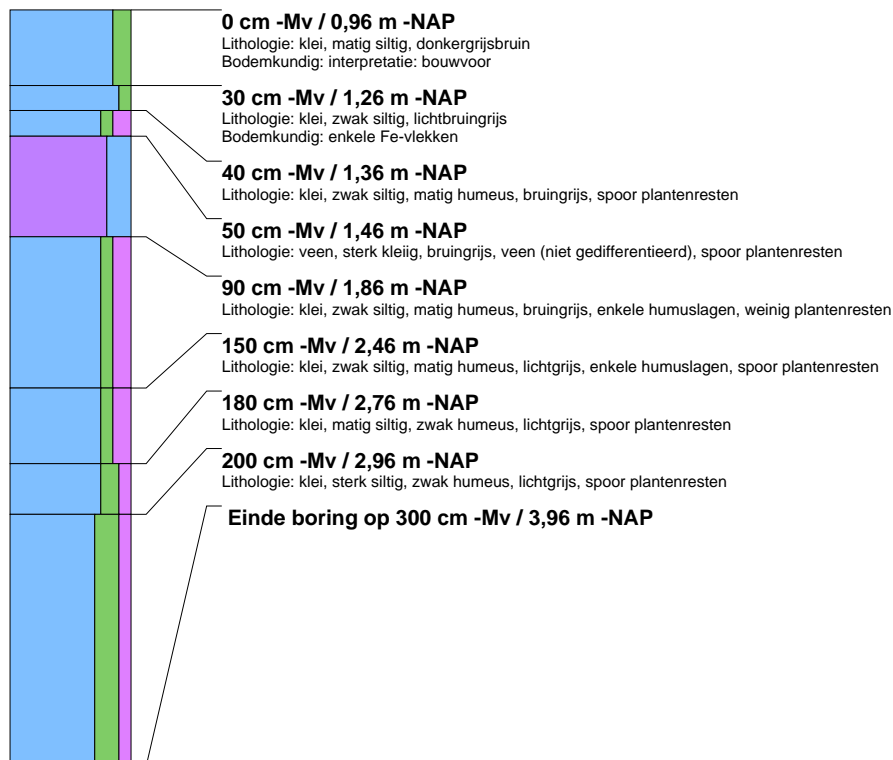 0 cm -Mv / 0,96 m -NAP
Lithologie: klei, matig siltig, donkergrijsbruin
Bodemkundig: interpretatie: bouwvoor
30 cm -Mv / 1,26 m -NAP
Lithologie: klei, zwak siltig, lichtbruingrijs
Bodemkundig: enkele Fe-vlekken
40 cm -Mv / 1,36 m -NAP
Lithologie: klei, zwak siltig, matig humeus, bruingrijs, spoor plantenresten
50 cm -Mv / 1,46 m -NAP
Lithologie: veen, sterk kleiig, bruingrijs, veen (niet gedifferentieerd), spoor plantenresten
90 cm -Mv / 1,86 m -NAP
Lithologie: klei, zwak siltig, matig humeus, bruingrijs, enkele humuslagen, weinig plantenresten
150 cm -Mv / 2,46 m -NAP
Lithologie: klei, zwak siltig, matig humeus, lichtgrijs, enkele humuslagen, spoor plantenresten
180 cm -Mv / 2,76 m -NAP
Lithologie: klei, matig siltig, zwak humeus, lichtgrijs, spoor plantenresten
200 cm -Mv / 2,96 m -NAP
Lithologie: klei, sterk siltig, zwak humeus, lichtgrijs, spoor plantenresten
Einde boring op 300 cm -Mv / 3,96 m -NAP